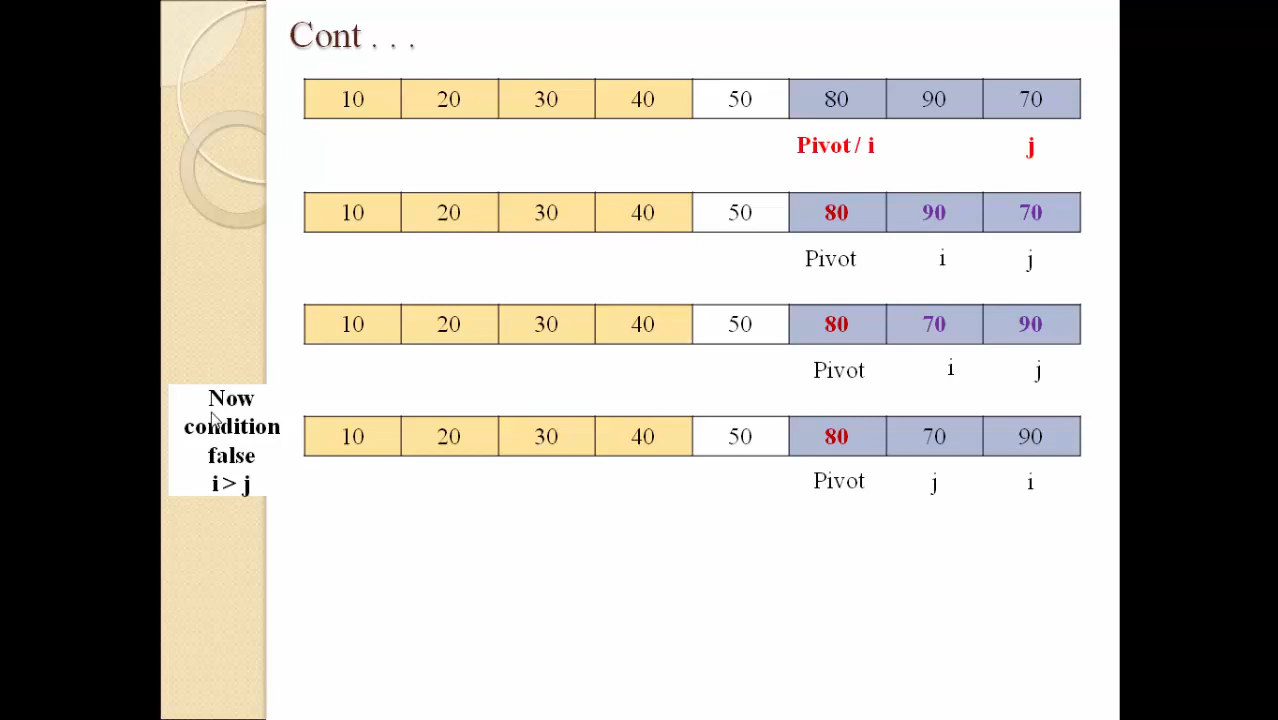 Cont . . .
10 20 30 40 50 80 90 70
Pivot / i j
10 20 30 40 50 80 90 70
Pivot i j
10 20 30 40 50 80 70 90
Pivot i j
Now
condition
false
i > j
10 20 30 40 50 80 70 90
Pivot j i